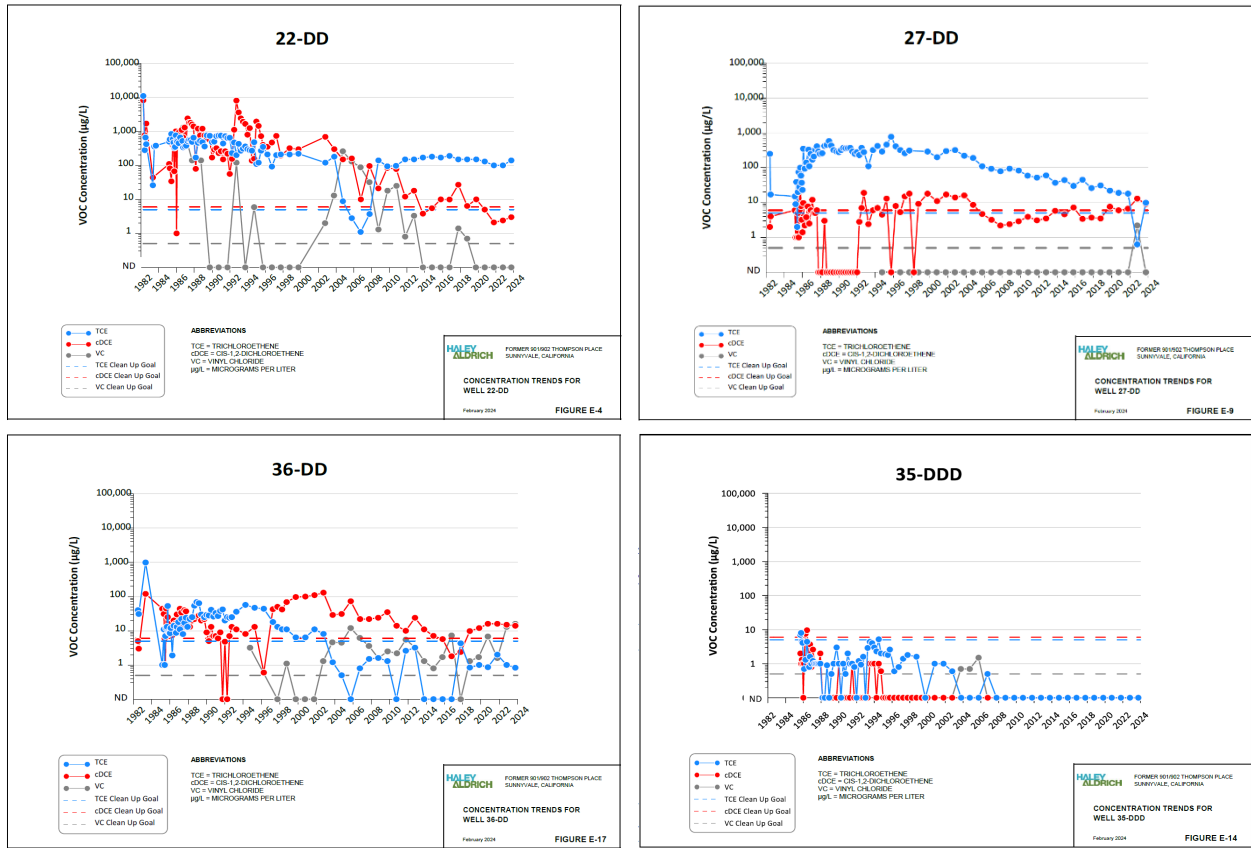 22-DD
VOC Concentration (µg/L)
100,000
10,000
1,000
100
10
1
ND
1982 1984 1986 1988 1990 1992 1994 1996 1998 2000 2002 2004 2006 2008 2010 2012 2014 2016 2018 2020 2022 2024
TCE
cDCE
VC
TCE Clean Up Goal
cDCE Clean Up Goal
VC Clean Up Goal
ABBREVIATIONS
TCE = TRICHLOROETHENE
cDCE = CIS-1,2-DICHLOROETHENE
VC = VINYL CHLORIDE
µg/L = MICROGRAMS PER LITER
HALEY
ALDRICH
FORMER 901/902 THOMPSON PLACE
SUNNYVALE, CALIFORNIA
CONCENTRATION TRENDS FOR
WELL 22-DD
February 2024
FIGURE E-4
27-DD
VOC Concentration (µg/L)
100,000
10,000
1,000
100
10
1
ND
1982 1984 1986 1988 1990 1992 1994 1996 1998 2000 2002 2004 2006 2008 2010 2012 2014 2016 2018 2020 2022 2024
TCE
cDCE
VC
TCE Clean Up Goal
cDCE Clean Up Goal
VC Clean Up Goal
ABBREVIATIONS
TCE = TRICHLOROETHENE
cDCE = CIS-1,2-DICHLOROETHENE
VC = VINYL CHLORIDE
µg/L = MICROGRAMS PER LITER
HALEY
ALDRICH
FORMER 901/902 THOMPSON PLACE
SUNNYVALE, CALIFORNIA
CONCENTRATION TRENDS FOR
WELL 27-DD
February 2024
FIGURE E-9
36-DD
VOC Concentration (µg/L)
100,000
10,000
1,000
100
10
1
ND
1982 1984 1986 1988 1990 1992 1994 1996 1998 2000 2002 2004 2006 2008 2010 2012 2014 2016 2018 2020 2022 2024
TCE
cDCE
VC
TCE Clean Up Goal
cDCE Clean Up Goal
VC Clean Up Goal
ABBREVIATIONS
TCE = TRICHLOROETHENE
cDCE = CIS-1,2-DICHLOROETHENE
VC = VINYL CHLORIDE
µg/L = MICROGRAMS PER LITER
HALEY
ALDRICH
FORMER 901/902 THOMPSON PLACE
SUNNYVALE, CALIFORNIA
CONCENTRATION TRENDS FOR
WELL 36-DD
February 2024
FIGURE E-17
35-DDD
VOC Concentration (µg/L)
100,000
10,000
1,000
100
10
1
ND
1982 1984 1986 1988 1990 1992 1994 1996 1998 2000 2002 2004 2006 2008 2010 2012 2014 2016 2018 2020 2022 2024
TCE
cDCE
VC
TCE Clean Up Goal
cDCE Clean Up Goal
VC Clean Up Goal
ABBREVIATIONS
TCE = TRICHLOROETHENE
cDCE = CIS-1,2-DICHLOROETHENE
VC = VINYL CHLORIDE
µg/L = MICROGRAMS PER LITER
HALEY
ALDRICH
FORMER 901/902 THOMPSON PLACE
SUNNYVALE, CALIFORNIA
CONCENTRATION TRENDS FOR
WELL 35-DDD
February 2024
FIGURE E-14